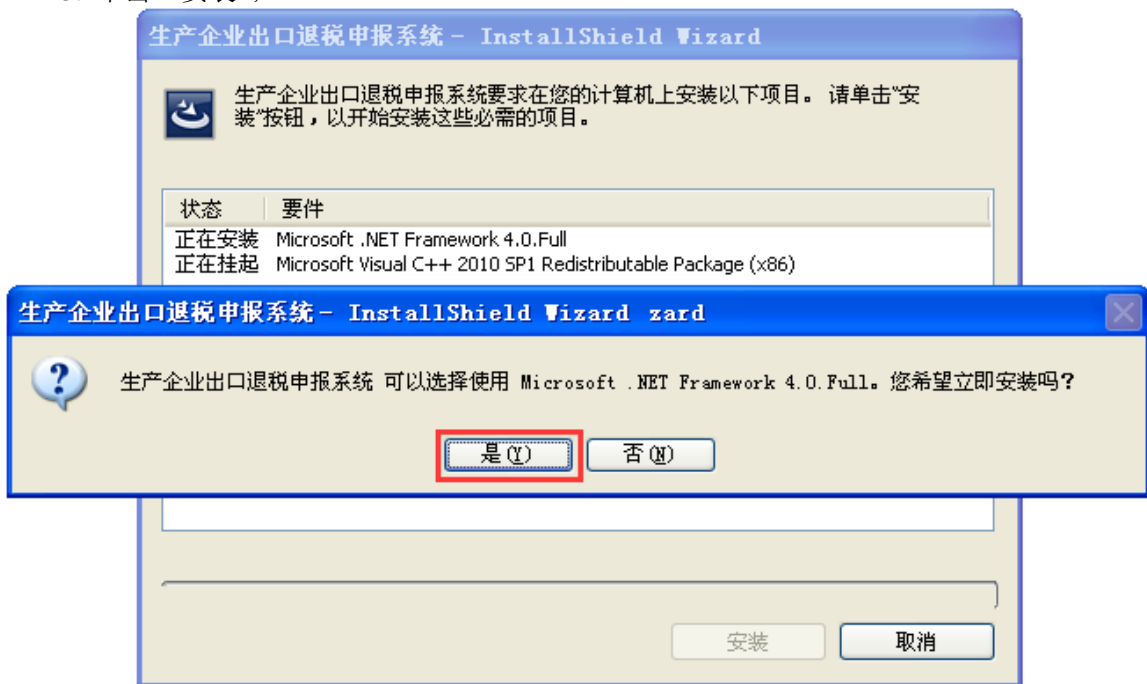 生产企业出口退税申报系统 - InstallShield Wizard
生产企业出口退税申报系统要求在您的计算机上安装以下项目。 请单击“安
装”按钮，以开始安装这些必需的项目。
状态 要件
正在安装 Microsoft .NET Framework 4.0.Full
正在挂起 Microsoft Visual C++ 2010 SP1 Redistributable Package (x86)
生产企业出口退税申报系统- InstallShield Wizard zard
生产企业出口退税申报系统 可以选择使用 Microsoft .NET Framework 4.0.Full。您希望立即安装吗?
是(Y) 否(N)
安装 取消